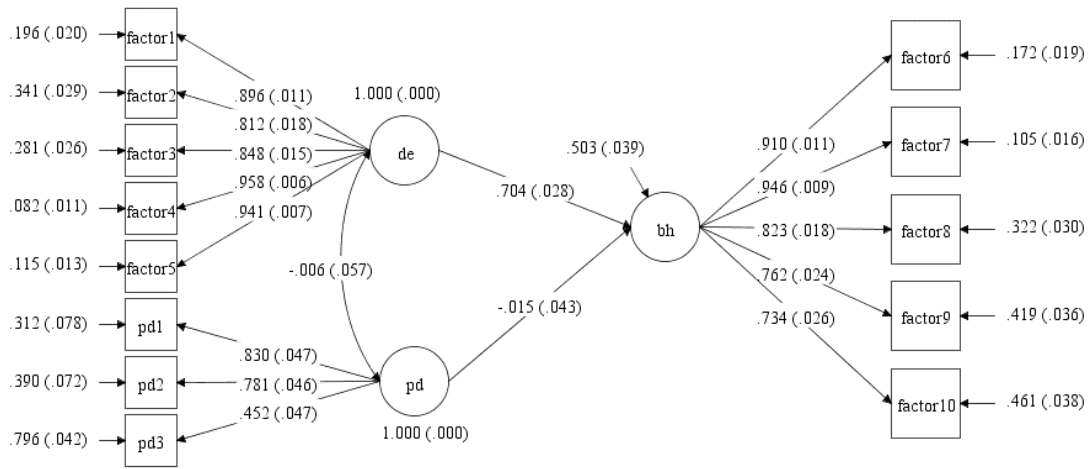 .196 (.020)
factor1
.341 (.029)
factor2
.281 (.026)
factor3
.082 (.011)
factor4
.115 (.013)
factor5
.312 (.078)
pd1
.390 (.072)
pd2
.796 (.042)
pd3
.896 (.011)
.812 (.018)
.848 (.015)
.958 (.006)
.941 (.007)
.830 (.047)
.781 (.046)
.452 (.047)
1.000 (.000)
de
-.006 (.057)
pd
1.000 (.000)
.704 (.028)
-.015 (.043)
.503 (.039)
bh
.910 (.011)
.946 (.009)
.823 (.018)
.762 (.024)
.734 (.026)
factor6
.172 (.019)
factor7
.105 (.016)
factor8
.322 (.030)
factor9
.419 (.036)
factor10
.461 (.038)